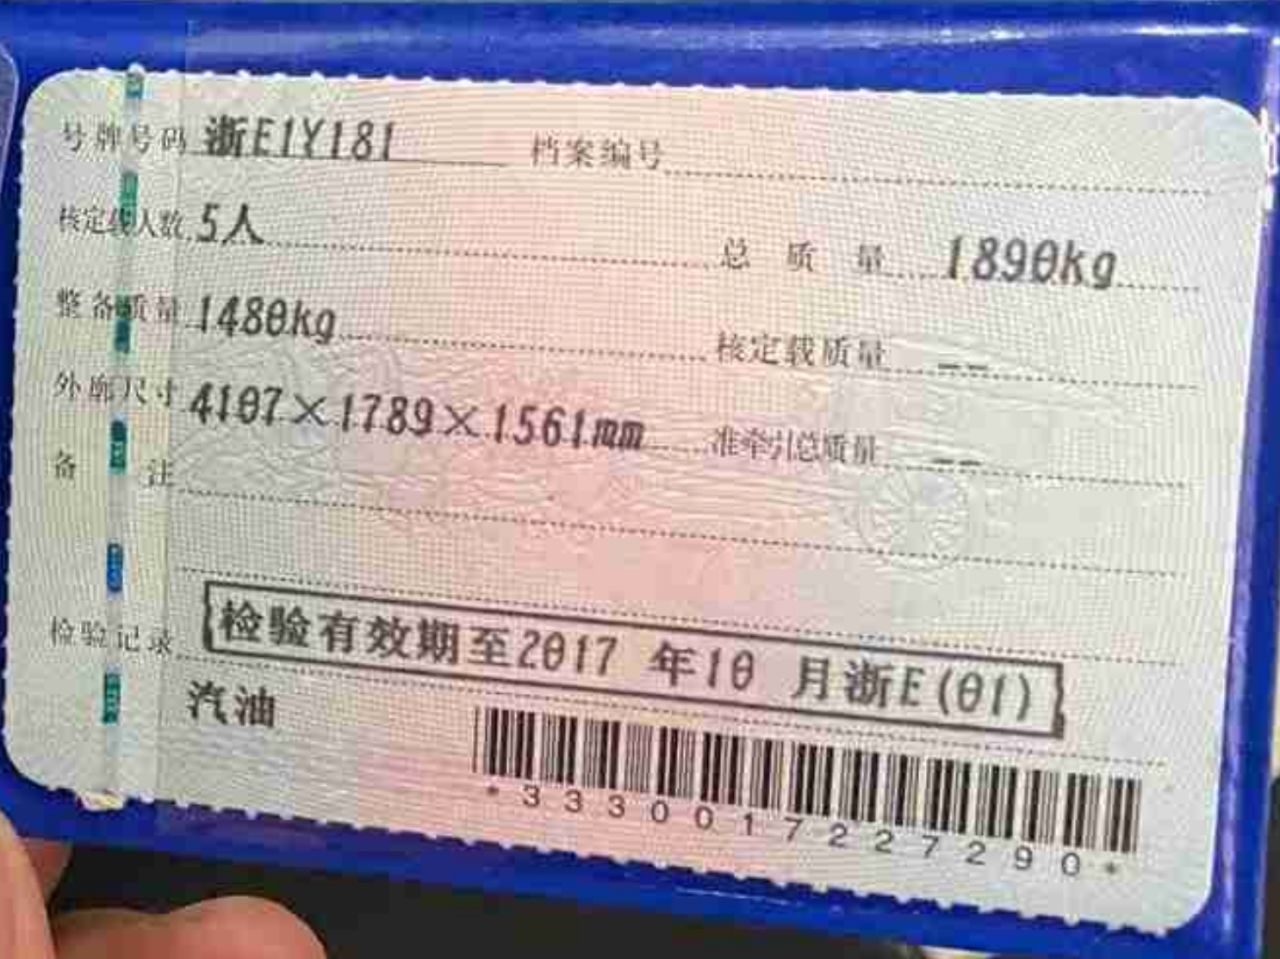 号牌号码 浙E1Y181 档案编号
核定载人数 5人 总质量 1890kg
整备质量 1480kg 核定载质量 --
外廓尺寸 4107×1789×1561mm 准牵引总质量 --
备注
检验记录 检验有效期至2017 年10 月浙E(01)
汽油
*3330017227290*